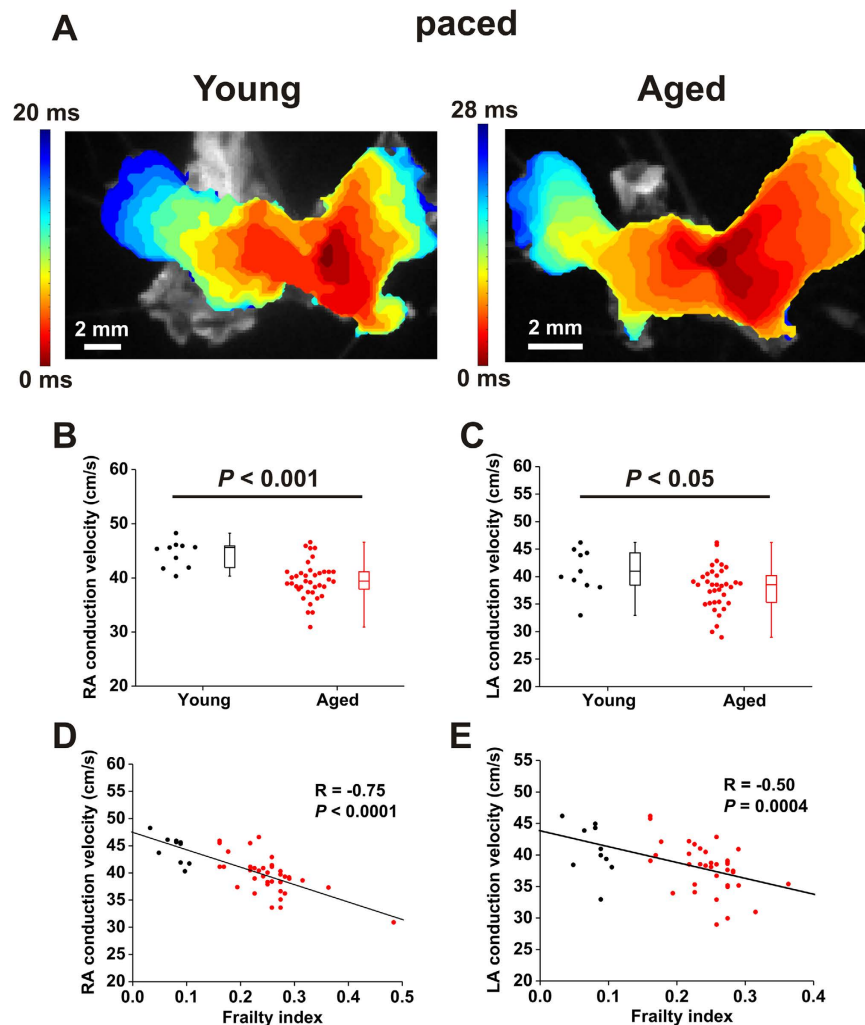 A
paced
Young
Aged
20 ms
28 ms
2 mm
2 mm
0 ms
0 ms
B
C
RA conduction velocity (cm/s)
60
50
40
30
20
P < 0.001
Young
Aged
LA conduction velocity (cm/s)
60
55
50
45
40
35
30
25
20
P < 0.05
Young
Aged
D
E
RA conduction velocity (cm/s)
60
55
50
45
40
35
30
25
20
R = -0.75
P < 0.0001
0.0
0.1
0.2
0.3
0.4
0.5
Frailty index
LA conduction velocity (cm/s)
55
50
45
40
35
30
25
20
R = -0.50
P = 0.0004
0.0
0.1
0.2
0.3
0.4
Frailty index